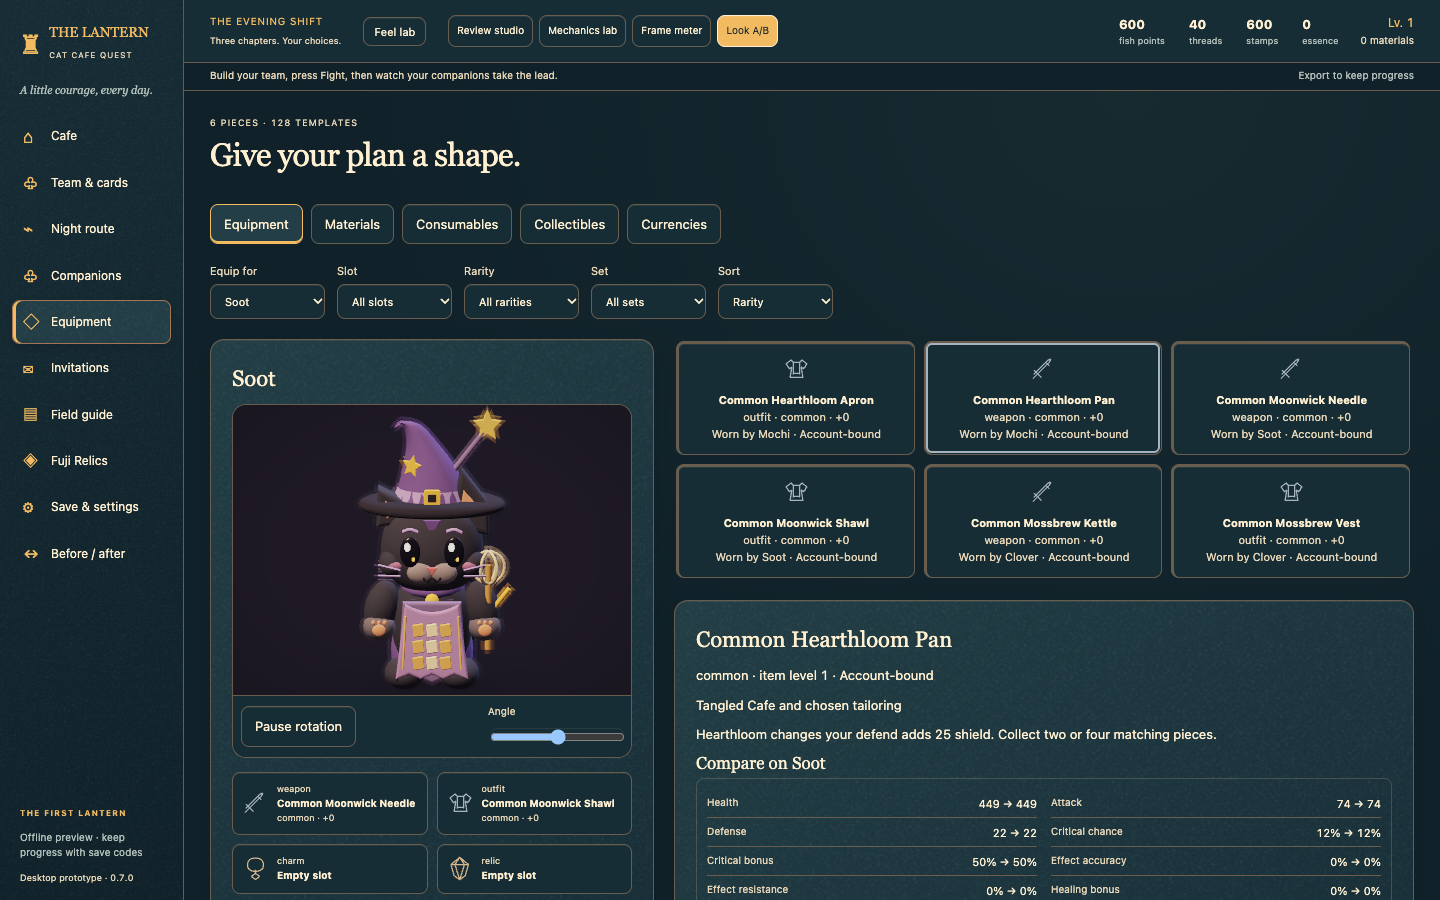 THE LANTERN
CAT CAFE QUEST
A little courage, every day.
Cafe
Team & cards
Night route
Companions
Equipment
Invitations
Field guide
Fuji Relics
Save & settings
Before / after
THE FIRST LANTERN
Offline preview · keep
progress with save codes
Desktop prototype · 0.7.0
THE EVENING SHIFT
Three chapters. Your choices.
Feel lab
Review studio
Mechanics lab
Frame meter
Look A/B
600 fish points
40 threads
600 stamps
0 essence
Lv. 1
0 materials
Build your team, press Fight, then watch your companions take the lead.
Export to keep progress
6 PIECES · 128 TEMPLATES
Give your plan a shape.
Equipment
Materials
Consumables
Collectibles
Currencies
Equip for
Soot
Slot
All slots
Rarity
All rarities
Set
All sets
Sort
Rarity
Soot
Pause rotation
Angle
weapon
Common Moonwick Needle
common · +0
outfit
Common Moonwick Shawl
common · +0
charm
Empty slot
relic
Empty slot
Common Hearthloom Apron
outfit · common · +0
Worn by Mochi · Account-bound
Common Hearthloom Pan
weapon · common · +0
Worn by Mochi · Account-bound
Common Moonwick Needle
weapon · common · +0
Worn by Soot · Account-bound
Common Moonwick Shawl
outfit · common · +0
Worn by Soot · Account-bound
Common Mossbrew Kettle
weapon · common · +0
Worn by Clover · Account-bound
Common Mossbrew Vest
outfit · common · +0
Worn by Clover · Account-bound
Common Hearthloom Pan
common · item level 1 · Account-bound
Tangled Cafe and chosen tailoring
Hearthloom changes your defend adds 25 shield. Collect two or four matching pieces.
Compare on Soot
Health 449 → 449
Attack 74 → 74
Defense 22 → 22
Critical chance 12% → 12%
Critical bonus 50% → 50%
Effect accuracy 0% → 0%
Effect resistance 0% → 0%
Healing bonus 0% → 0%